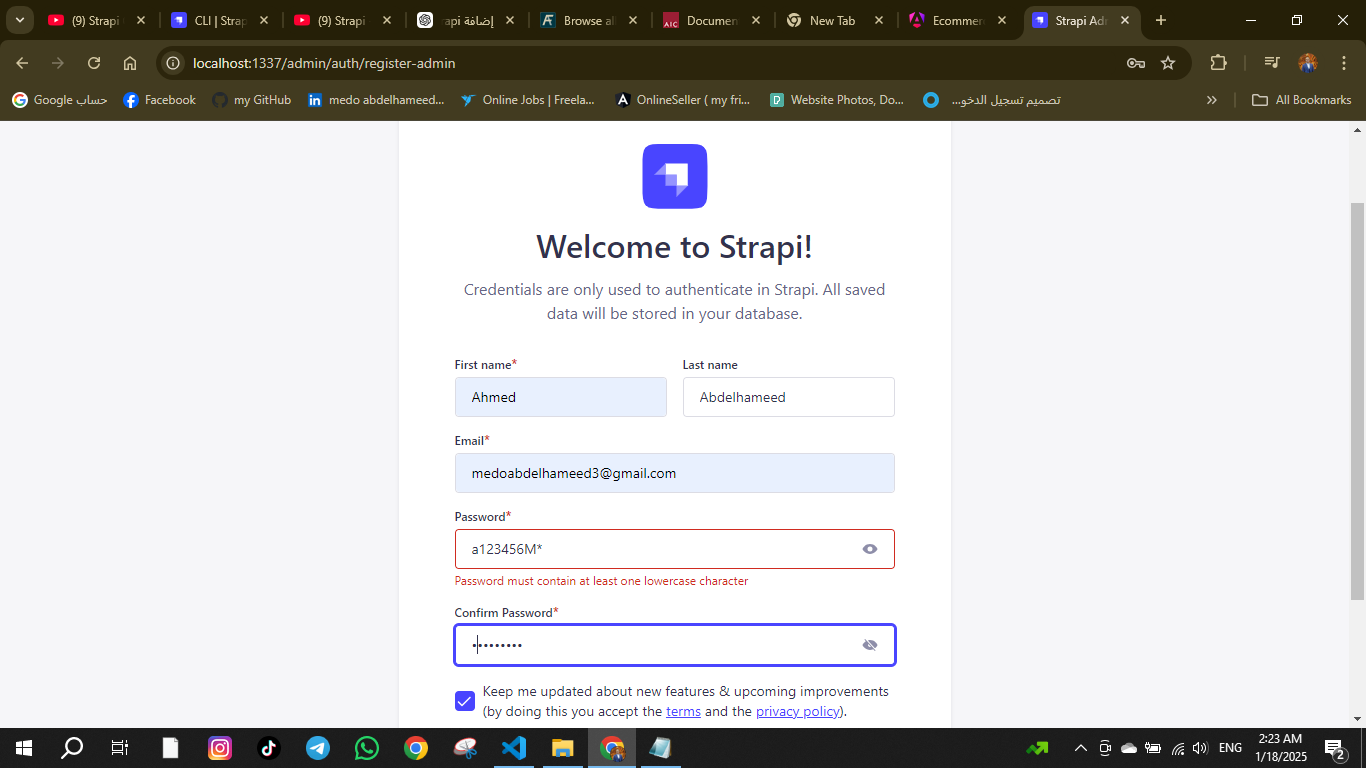 (9) Strapi
CLI | Strap
(9) Strapi
إضافة rapi
Browse all
Documen
New Tab
Ecommer
Strapi Adr
localhost:1337/admin/auth/register-admin
حساب Google
Facebook
my GitHub
medo abdelhameed...
Online Jobs | Freela...
OnlineSeller ( my fri...
Website Photos, Do...
تصميم تسجيل الدخو...
All Bookmarks
Welcome to Strapi!
Credentials are only used to authenticate in Strapi. All saved
data will be stored in your database.
First name*
Last name
Ahmed
Abdelhameed
Email*
medoabdelhameed3@gmail.com
Password*
a123456M*
Password must contain at least one lowercase character
Confirm Password*
•••••••••
Keep me updated about new features & upcoming improvements
(by doing this you accept the terms and the privacy policy).
ENG
2:23 AM
1/18/2025
2